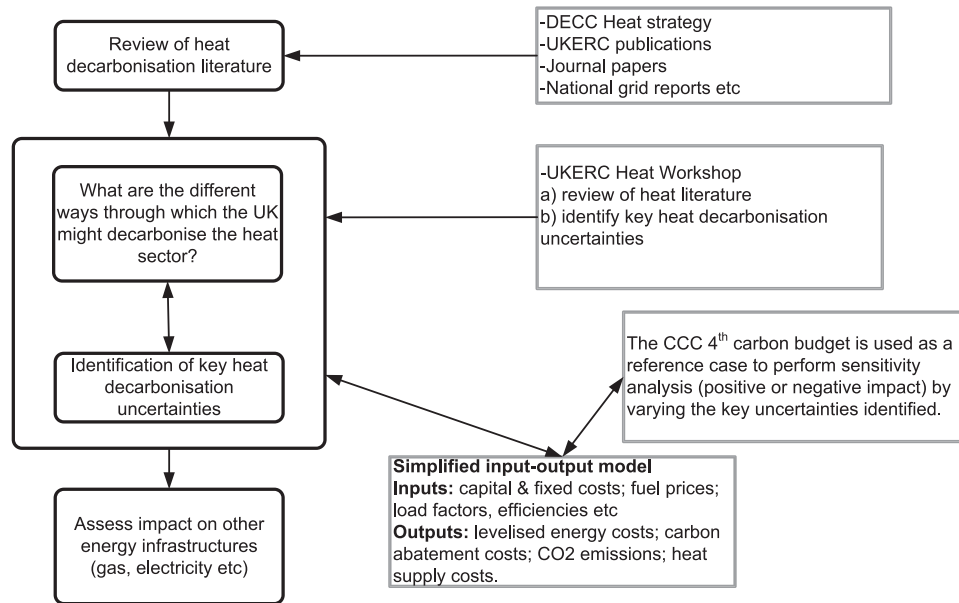 Review of heat
decarbonisation literature
-DECC Heat strategy
-UKERC publications
-Journal papers
-National grid reports etc
What are the different
ways through which the UK
might decarbonise the heat
sector?
-UKERC Heat Workshop
a) review of heat literature
b) identify key heat decarbonisation
uncertainties
Identification of key heat
decarbonisation
uncertainties
The CCC 4th carbon budget is used as a
reference case to perform sensitivity
analysis (positive or negative impact) by
varying the key uncertainties identified.
Simplified input-output model
Inputs: capital & fixed costs; fuel prices;
load factors, efficiencies etc
Outputs: levelised energy costs; carbon
abatement costs; CO2 emissions; heat
supply costs.
Assess impact on other
energy infrastructures
(gas, electricity etc)